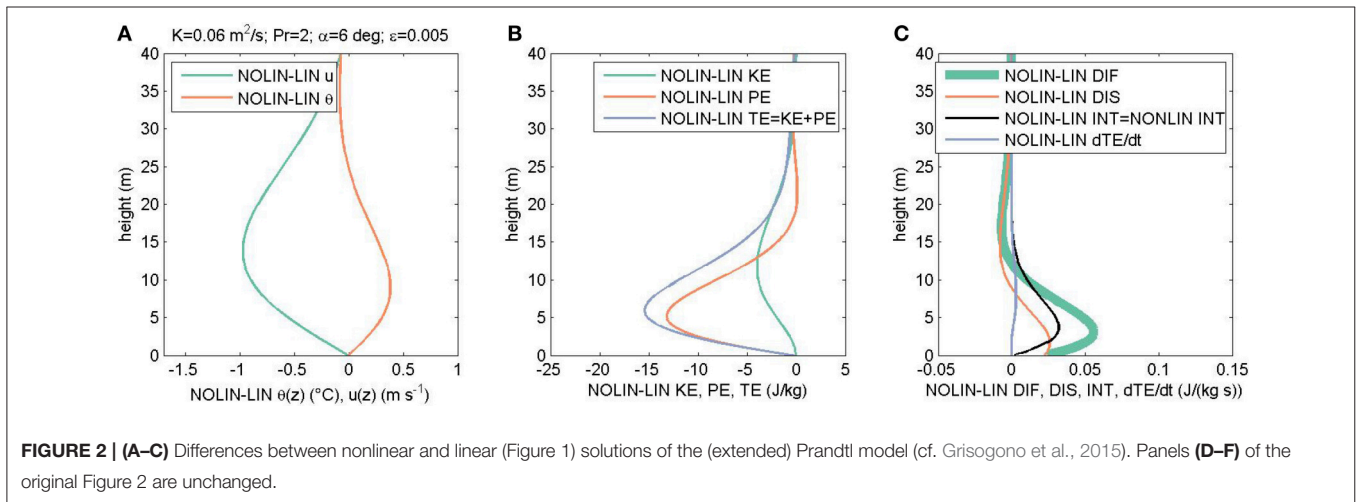 A
K=0.06 m²/s; Pr=2; α=6 deg; ε=0.005
NOLIN-LIN u
NOLIN-LIN θ
40
35
30
25
20
15
10
5
0
height (m)
-1.5
-1
-0.5
0
0.5
1
NOLIN-LIN θ(z) (°C), u(z) (m s⁻¹)
B
NOLIN-LIN KE
NOLIN-LIN PE
NOLIN-LIN TE=KE+PE
40
35
30
25
20
15
10
5
0
height (m)
-25
-20
-15
-10
-5
0
5
NOLIN-LIN KE, PE, TE (J/kg)
C
NOLIN-LIN DIF
NOLIN-LIN DIS
NOLIN-LIN INT=NONLIN INT
NOLIN-LIN dTE/dt
40
35
30
25
20
15
10
5
0
height (m)
-0.05
0
0.05
0.1
0.15
NOLIN-LIN DIF, DIS, INT, dTE/dt (J/(kg s))
FIGURE 2 | (A–C) Differences between nonlinear and linear (Figure 1) solutions of the (extended) Prandtl model (cf. Grisogono et al., 2015). Panels (D–F) of the
original Figure 2 are unchanged.